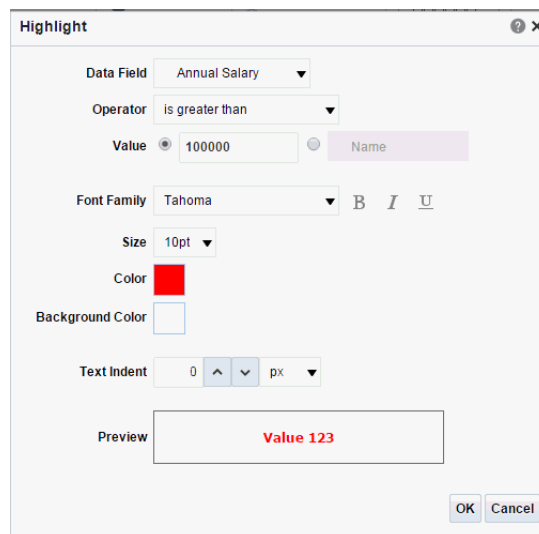 Highlight
Data Field Annual Salary
Operator is greater than
Value 100000 Name
Font Family Tahoma B I U
Size 10pt
Color
Background Color
Text Indent 0 px
Preview Value 123
OK Cancel